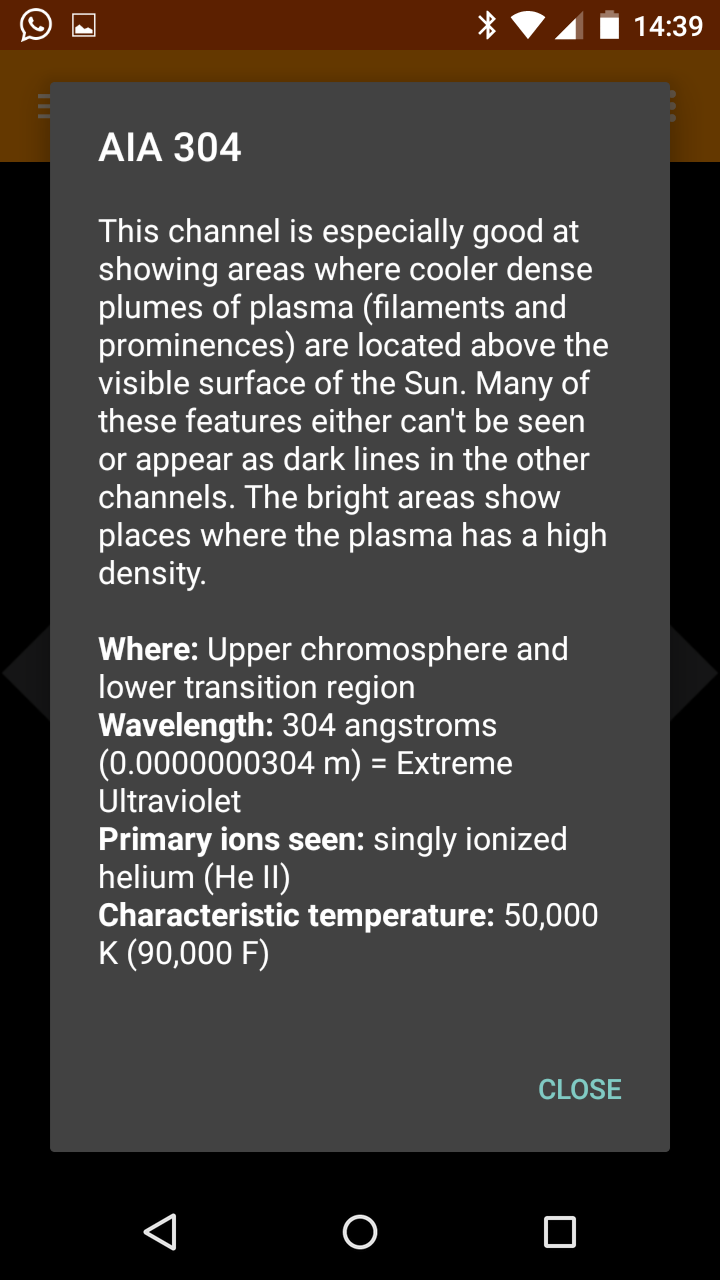 14:39
AIA 304
This channel is especially good at
showing areas where cooler dense
plumes of plasma (filaments and
prominences) are located above the
visible surface of the Sun. Many of
these features either can't be seen
or appear as dark lines in the other
channels. The bright areas show
places where the plasma has a high
density.
Where: Upper chromosphere and
lower transition region
Wavelength: 304 angstroms
(0.0000000304 m) = Extreme
Ultraviolet
Primary ions seen: singly ionized
helium (He II)
Characteristic temperature: 50,000
K (90,000 F)
CLOSE